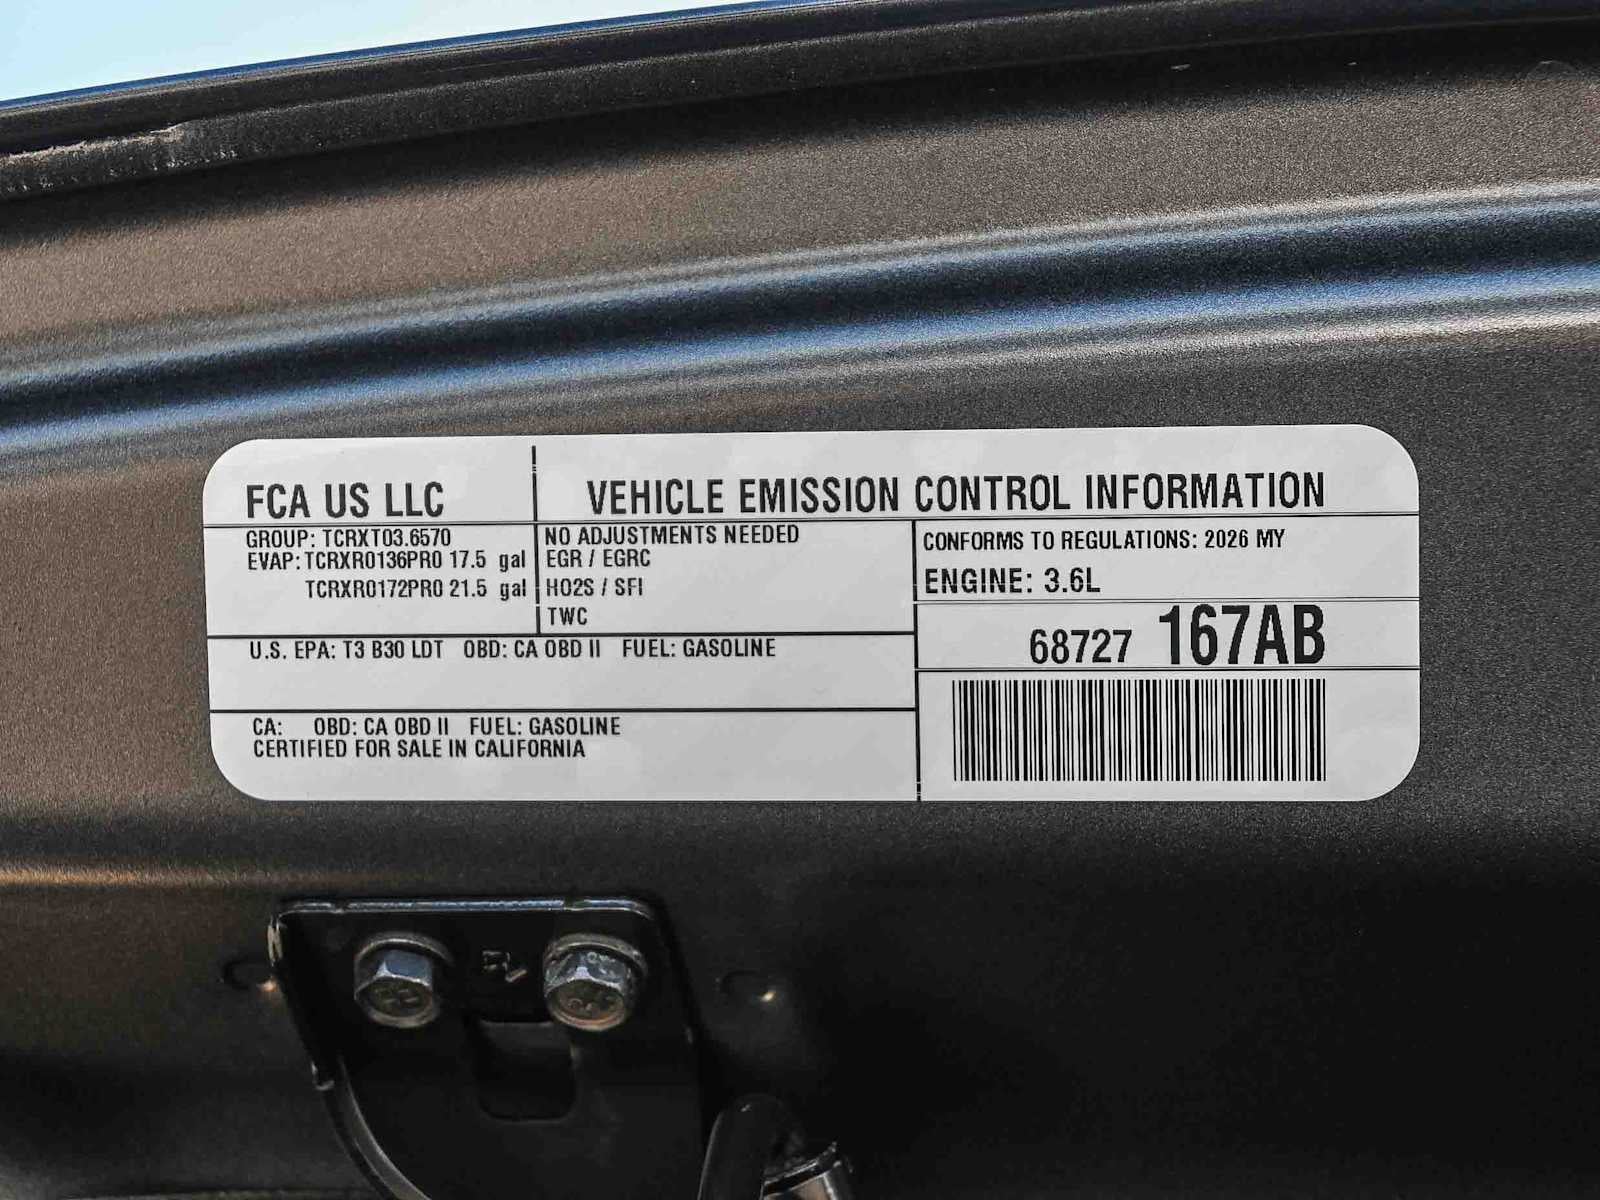 FCA US LLC
VEHICLE EMISSION CONTROL INFORMATION
GROUP: TCRXT03.6570
EVAP: TCRXR0136PR0 17.5 gal
TCRXR0172PR0 21.5 gal
NO ADJUSTMENTS NEEDED
EGR / EGRC
HO2S / SFI
TWC
CONFORMS TO REGULATIONS: 2026 MY
ENGINE: 3.6L
68727 167AB
U.S. EPA: T3 B30 LDT OBD: CA OBD II FUEL: GASOLINE
CA: OBD: CA OBD II FUEL: GASOLINE
CERTIFIED FOR SALE IN CALIFORNIA